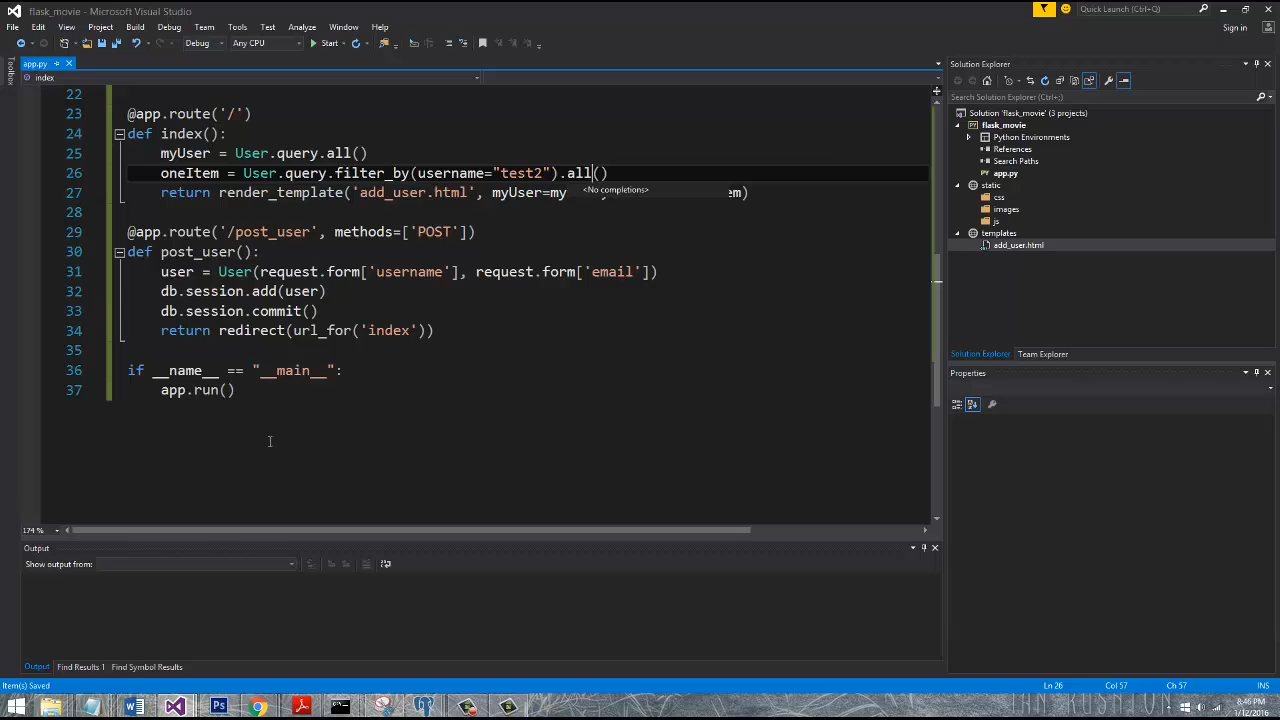 flask_movie - Microsoft Visual Studio
Quick Launch (Ctrl+Q)
File Edit View Project Build Debug Team Tools Test Analyze Window Help
Sign in
Debug Any CPU Start
Toolbox
app.py
index
22
23 @app.route('/')
24 def index():
25 myUser = User.query.all()
26 oneItem = User.query.filter_by(username="test2").all()
27 return render_template('add_user.html', myUser=my em)
<No completions>
28
29 @app.route('/post_user', methods=['POST'])
30 def post_user():
31 user = User(request.form['username'], request.form['email'])
32 db.session.add(user)
33 db.session.commit()
34 return redirect(url_for('index'))
35
36 if __name__ == "__main__":
37 app.run()
174 %
Output
Show output from:
Output Find Results 1 Find Symbol Results
Solution Explorer
Search Solution Explorer (Ctrl+;)
Solution 'flask_movie' (3 projects)
flask_movie
Python Environments
References
Search Paths
app.py
static
css
images
js
templates
add_user.html
Solution Explorer Team Explorer
Properties
Item(s) Saved Ln 26 Col 57 Ch 57 INS
8:46 PM
1/12/2016